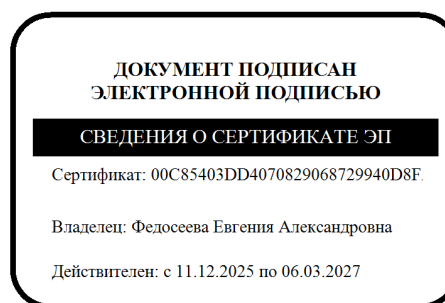 ДОКУМЕНТ ПОДПИСАН
ЭЛЕКТРОННОЙ ПОДПИСЬЮ
СВЕДЕНИЯ О СЕРТИФИКАТЕ ЭП
Сертификат: 00C85403DD4070829068729940D8F.
Владелец: Федосеева Евгения Александровна
Действителен: с 11.12.2025 по 06.03.2027